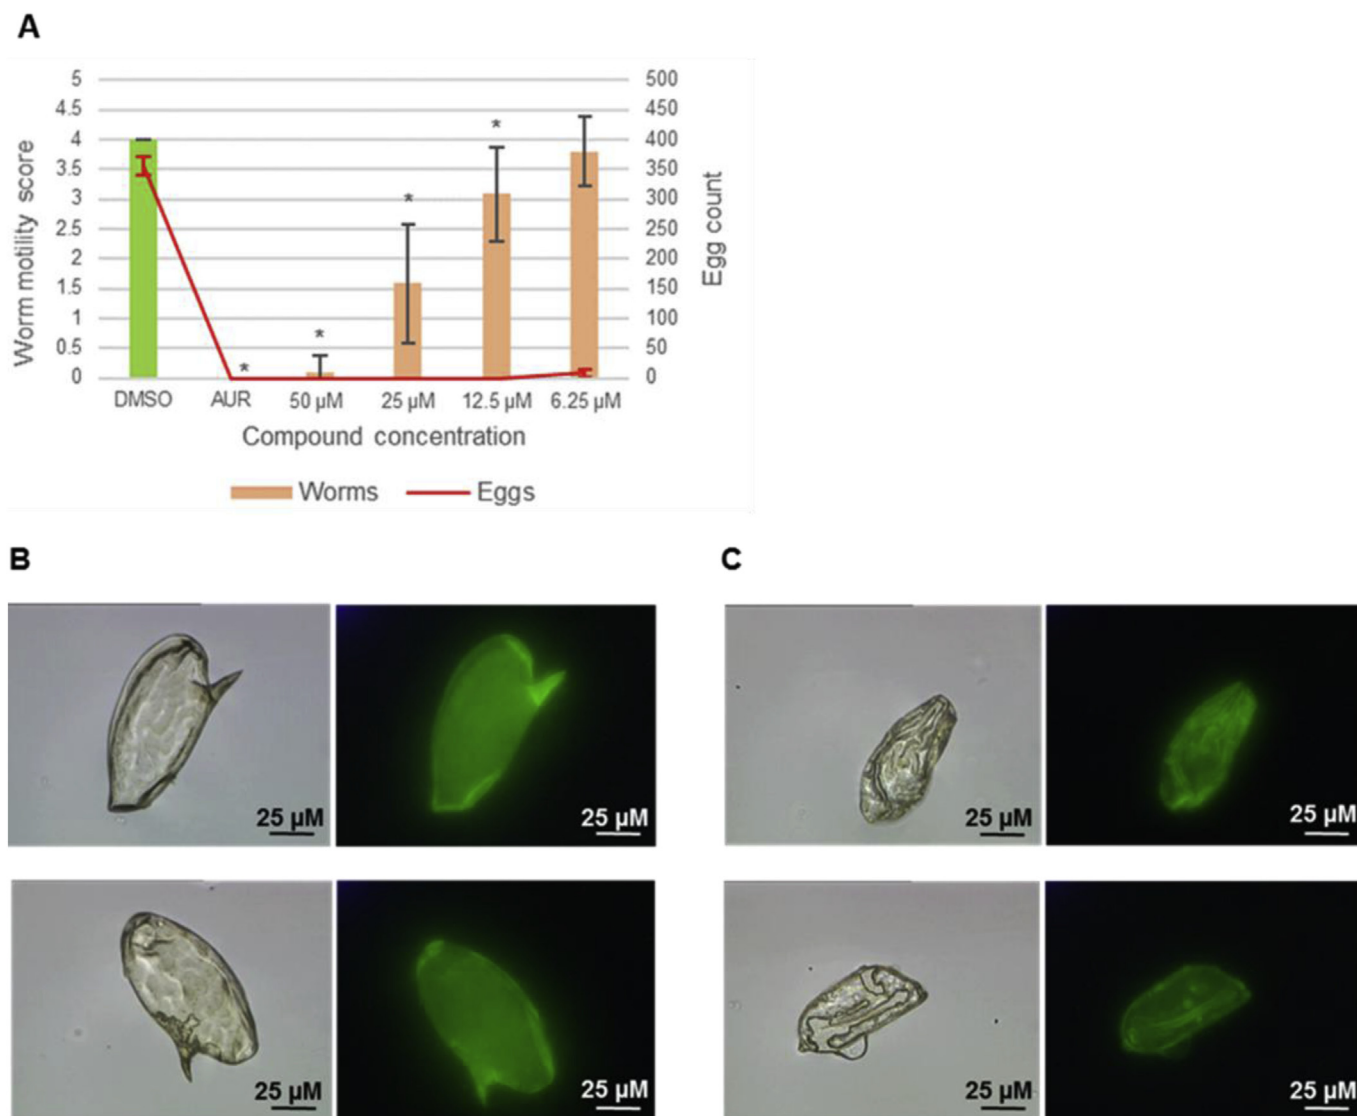 A
5 500
4.5 450
4 400
3.5 350
3 300
2.5 250
2 200
1.5 150
1 100
0.5 50
0 0
Worm motility score
Egg count
* * * *
DMSO AUR 50 µM 25 µM 12.5 µM 6.25 µM
Compound concentration
Worms Eggs
B C
25 µM 25 µM 25 µM 25 µM
25 µM 25 µM 25 µM 25 µM